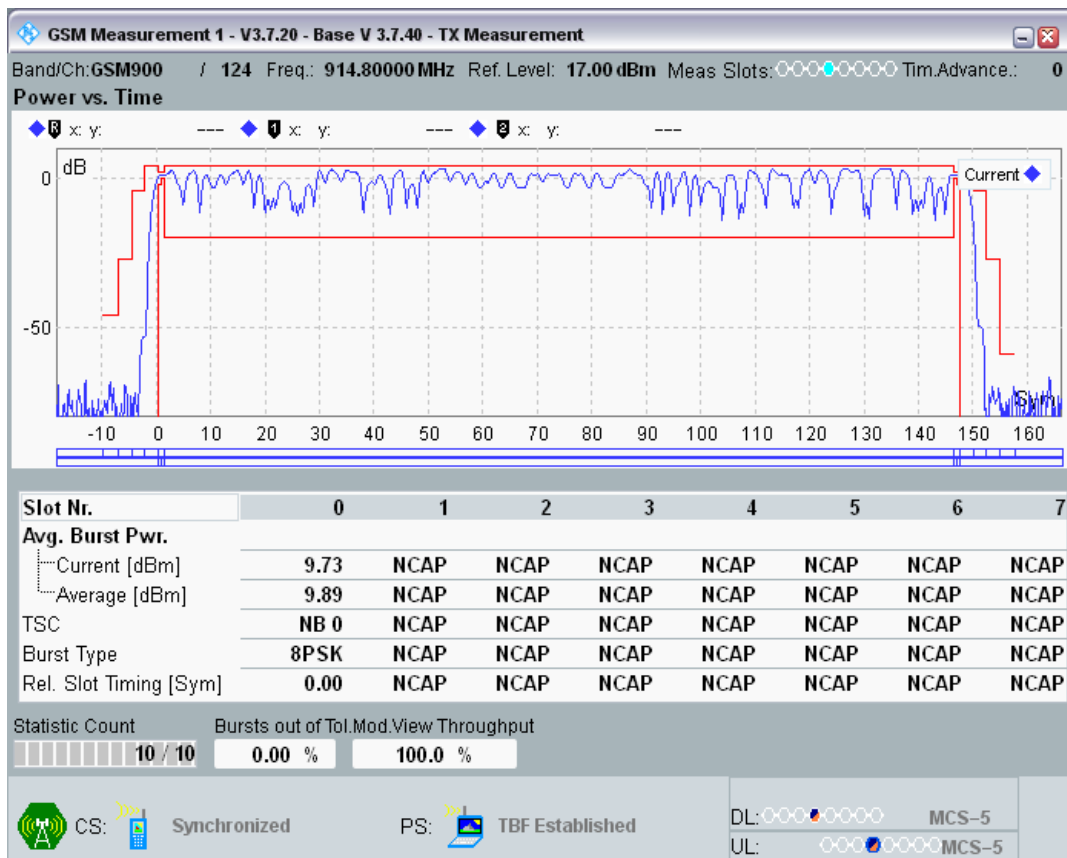 GSM Measurement 1 - V3.7.20 - Base V 3.7.40 - TX Measurement
Band/Ch:GSM900 / 124 Freq.: 914.80000 MHz Ref. Level: 17.00 dBm Meas Slots: Tim.Advance.: 0
Power vs. Time
R x: y: --- 1 x: y: --- 2 x: y: ---
dB
0
Current
-50
Sym
-10 0 10 20 30 40 50 60 70 80 90 100 110 120 130 140 150 160
Slot Nr. 0 1 2 3 4 5 6 7
Avg. Burst Pwr.
Current [dBm] 9.73 NCAP NCAP NCAP NCAP NCAP NCAP NCAP
Average [dBm] 9.89 NCAP NCAP NCAP NCAP NCAP NCAP NCAP
TSC NB 0 NCAP NCAP NCAP NCAP NCAP NCAP NCAP
Burst Type 8PSK NCAP NCAP NCAP NCAP NCAP NCAP NCAP
Rel. Slot Timing [Sym] 0.00 NCAP NCAP NCAP NCAP NCAP NCAP NCAP
Statistic Count Bursts out of Tol.Mod.View Throughput
10 / 10 0.00 % 100.0 %
CS: Synchronized PS: TBF Established
DL: MCS-5
UL: MCS-5